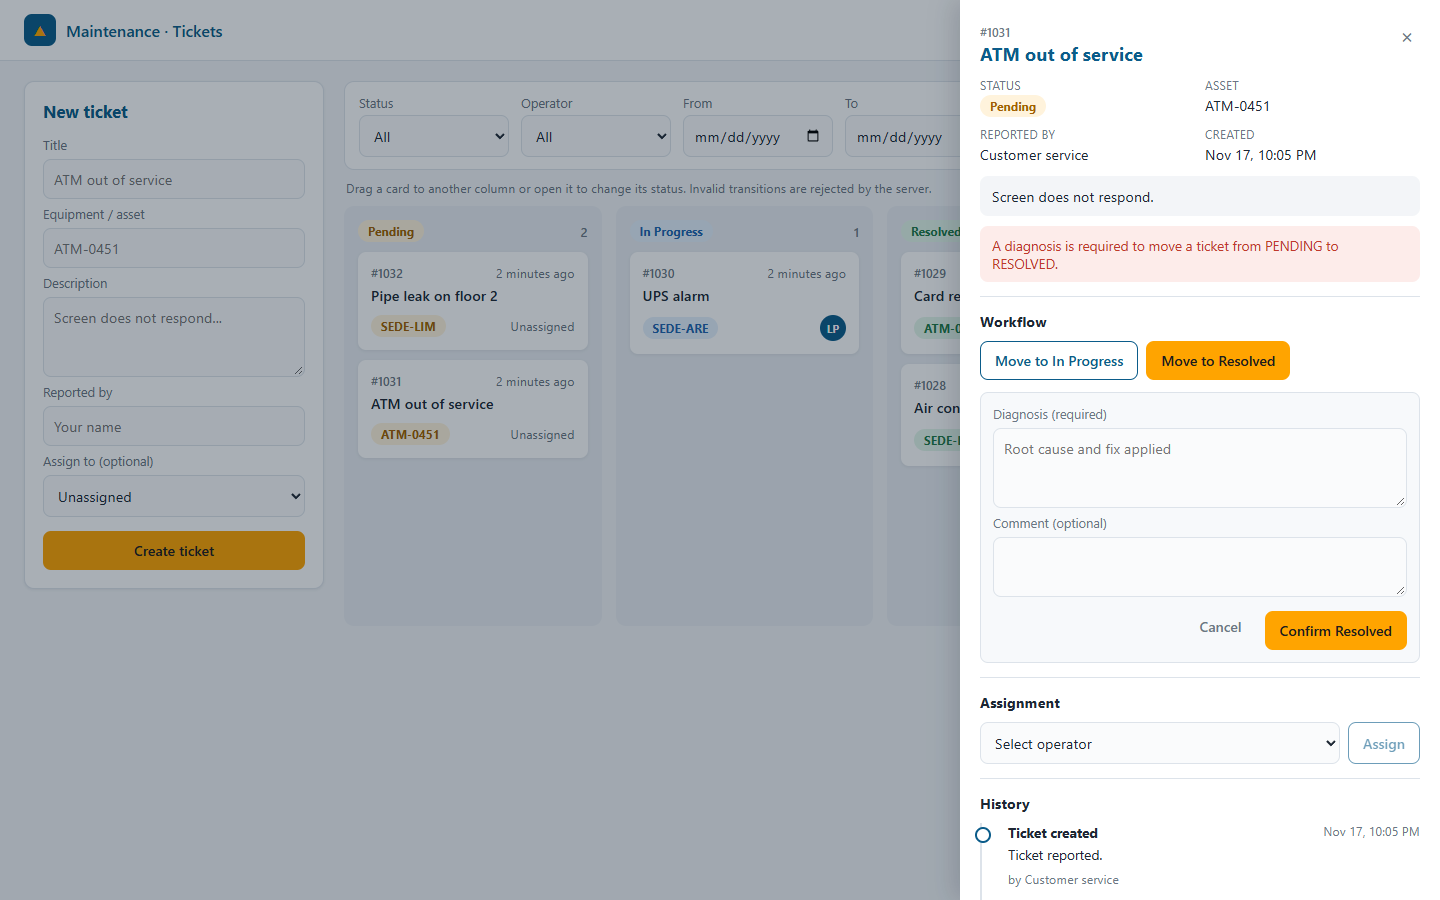 Maintenance · Tickets
New ticket
Title
ATM out of service
Equipment / asset
ATM-0451
Description
Screen does not respond...
Reported by
Your name
Assign to (optional)
Unassigned
Create ticket
Status
Operator
From
To
All
All
mm/dd/yyyy
mm/dd/yyyy
Drag a card to another column or open it to change its status. Invalid transitions are rejected by the server.
Pending
2
#1032
2 minutes ago
Pipe leak on floor 2
SEDE-LIM
Unassigned
#1031
2 minutes ago
ATM out of service
ATM-0451
Unassigned
In Progress
1
#1030
2 minutes ago
UPS alarm
SEDE-ARE
LP
Resolved
#1029
Card re
ATM-0
#1028
Air con
SEDE-
#1031
×
ATM out of service
STATUS
Pending
ASSET
ATM-0451
REPORTED BY
Customer service
CREATED
Nov 17, 10:05 PM
Screen does not respond.
A diagnosis is required to move a ticket from PENDING to
RESOLVED.
Workflow
Move to In Progress
Move to Resolved
Diagnosis (required)
Root cause and fix applied
Comment (optional)
Cancel
Confirm Resolved
Assignment
Select operator
Assign
History
Ticket created
Nov 17, 10:05 PM
Ticket reported.
by Customer service